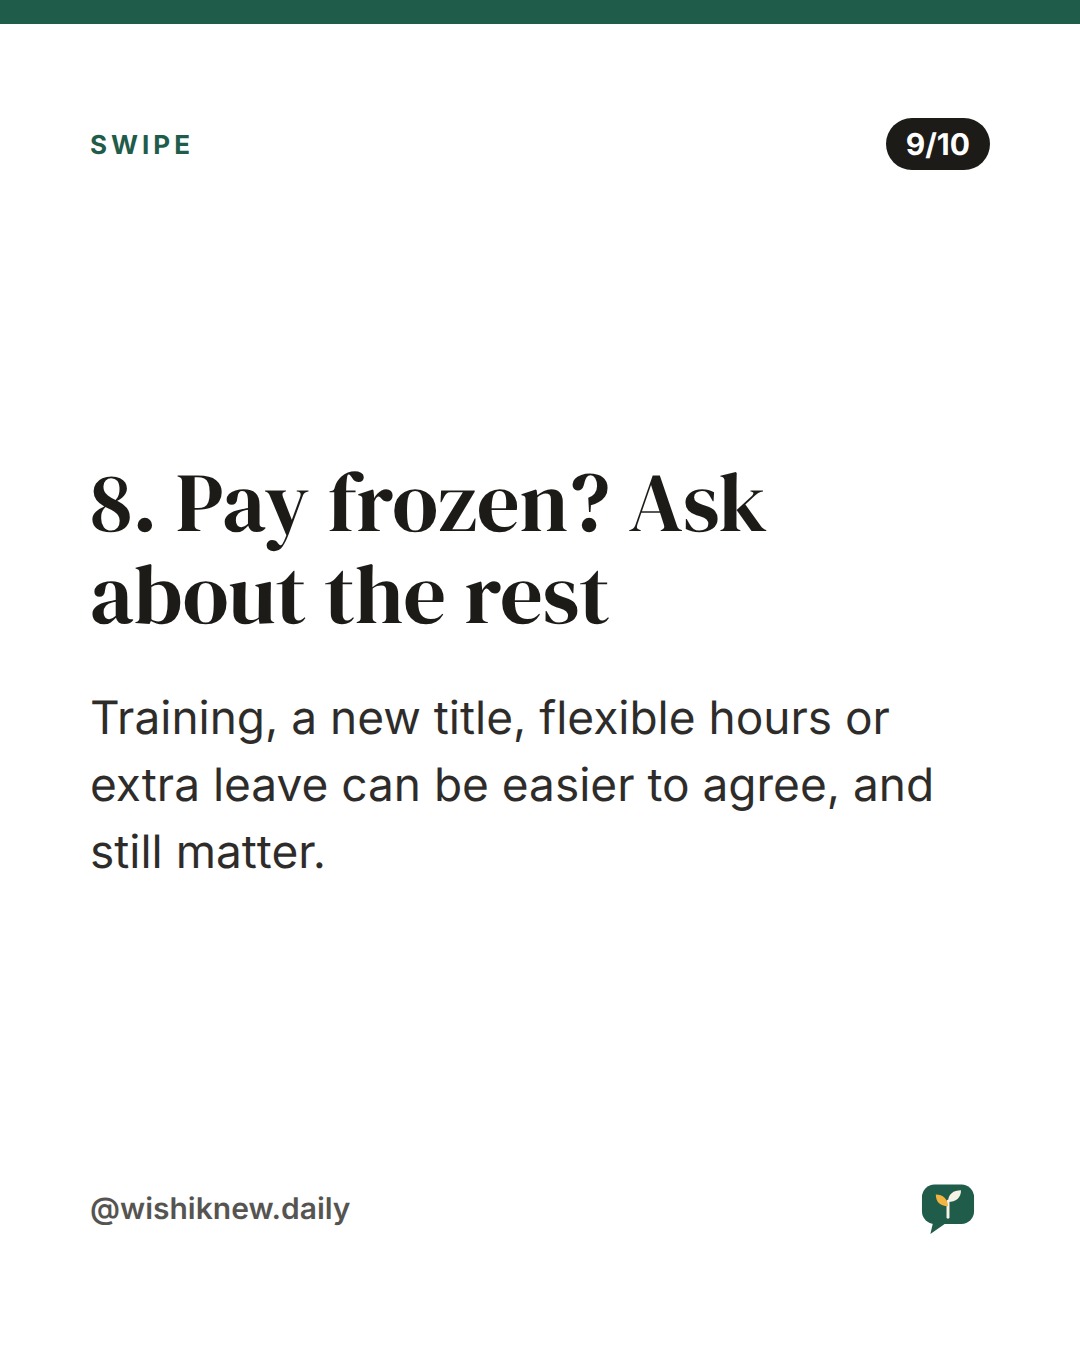 SWIPE
9/10
8. Pay frozen? Ask
about the rest
Training, a new title, flexible hours or
extra leave can be easier to agree, and
still matter.
@wishiknew.daily